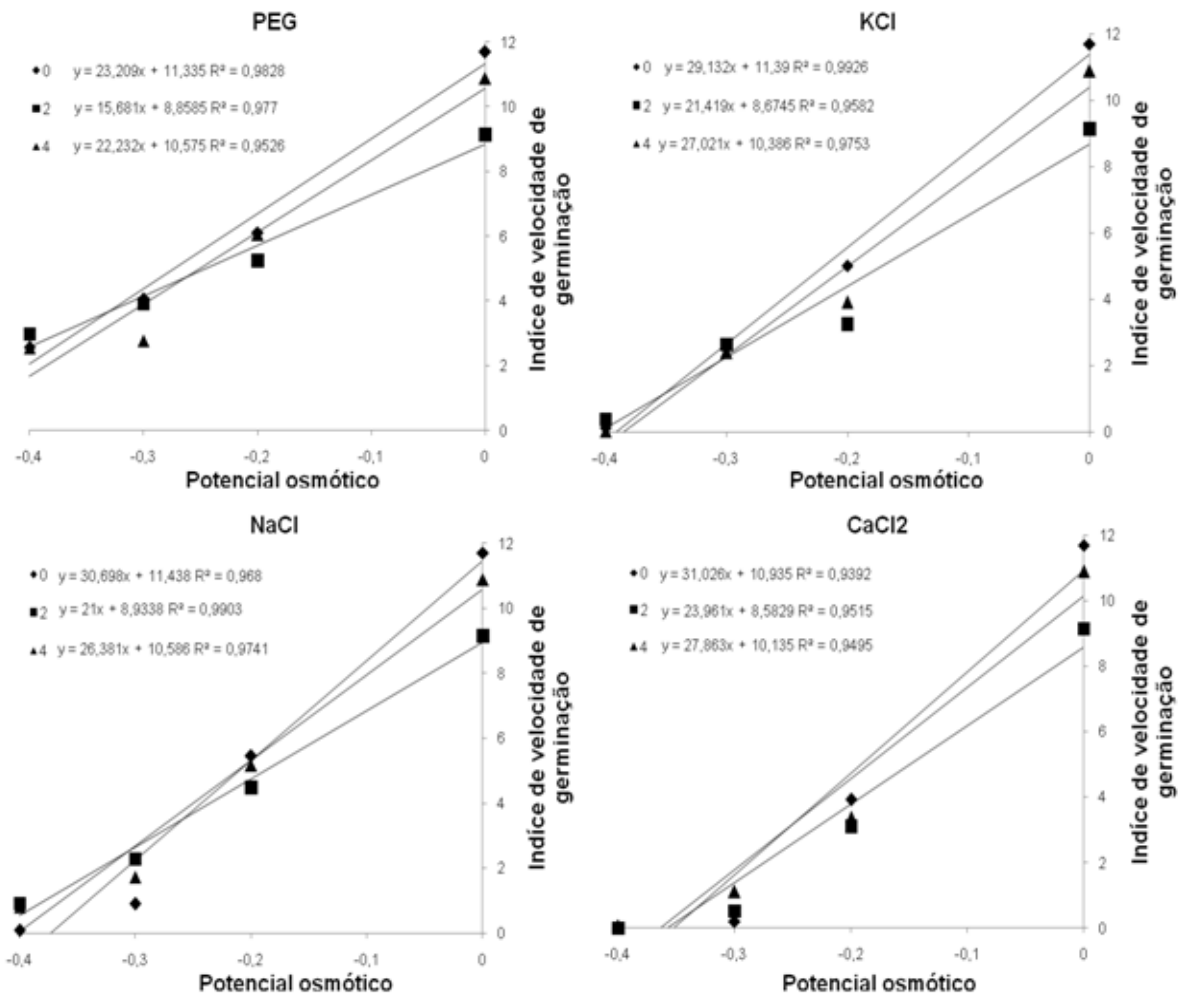 PEG
0 y = 23,209x + 11,335 R² = 0,9828
2 y = 15,681x + 8,8585 R² = 0,977
4 y = 22,232x + 10,575 R² = 0,9526
12
10
8
6
4
2
0
Indíce de velocidade de
germinação
-0,4 -0,3 -0,2 -0,1 0
Potencial osmótico
KCl
0 y = 29,132x + 11,39 R² = 0,9926
2 y = 21,419x + 8,6745 R² = 0,9582
4 y = 27,021x + 10,386 R² = 0,9753
12
10
8
6
4
2
0
Indíce de velocidade de
germinação
-0,4 -0,3 -0,2 -0,1 0
Potencial osmótico
NaCl
0 y = 30,698x + 11,438 R² = 0,968
2 y = 21x + 8,9338 R² = 0,9903
4 y = 26,381x + 10,586 R² = 0,9741
12
10
8
6
4
2
0
Indíce de velocidade de
germinação
-0,4 -0,3 -0,2 -0,1 0
Potencial osmótico
CaCl2
0 y = 31,026x + 10,935 R² = 0,9392
2 y = 23,961x + 8,5829 R² = 0,9515
4 y = 27,863x + 10,135 R² = 0,9495
12
10
8
6
4
2
0
Indíce de velocidade de
germinação
-0,4 -0,3 -0,2 -0,1 0
Potencial osmótico